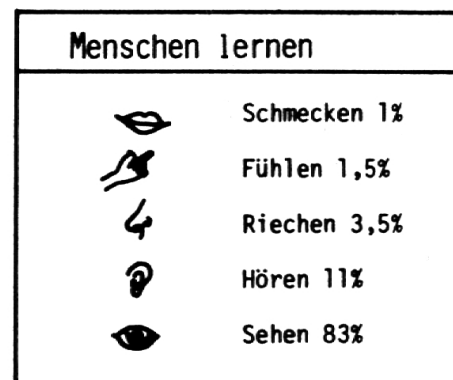 Menschen lernen
Schmecken 1%
Fühlen 1,5%
Riechen 3,5%
Hören 11%
Sehen 83%